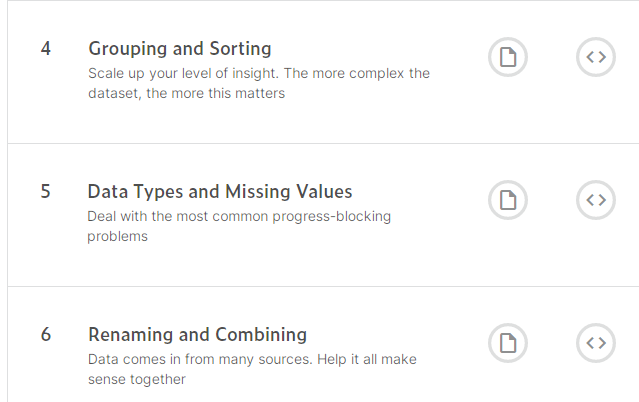 4 Grouping and Sorting
Scale up your level of insight. The more complex the
dataset, the more this matters
5 Data Types and Missing Values
Deal with the most common progress-blocking
problems
6 Renaming and Combining
Data comes in from many sources. Help it all make
sense together